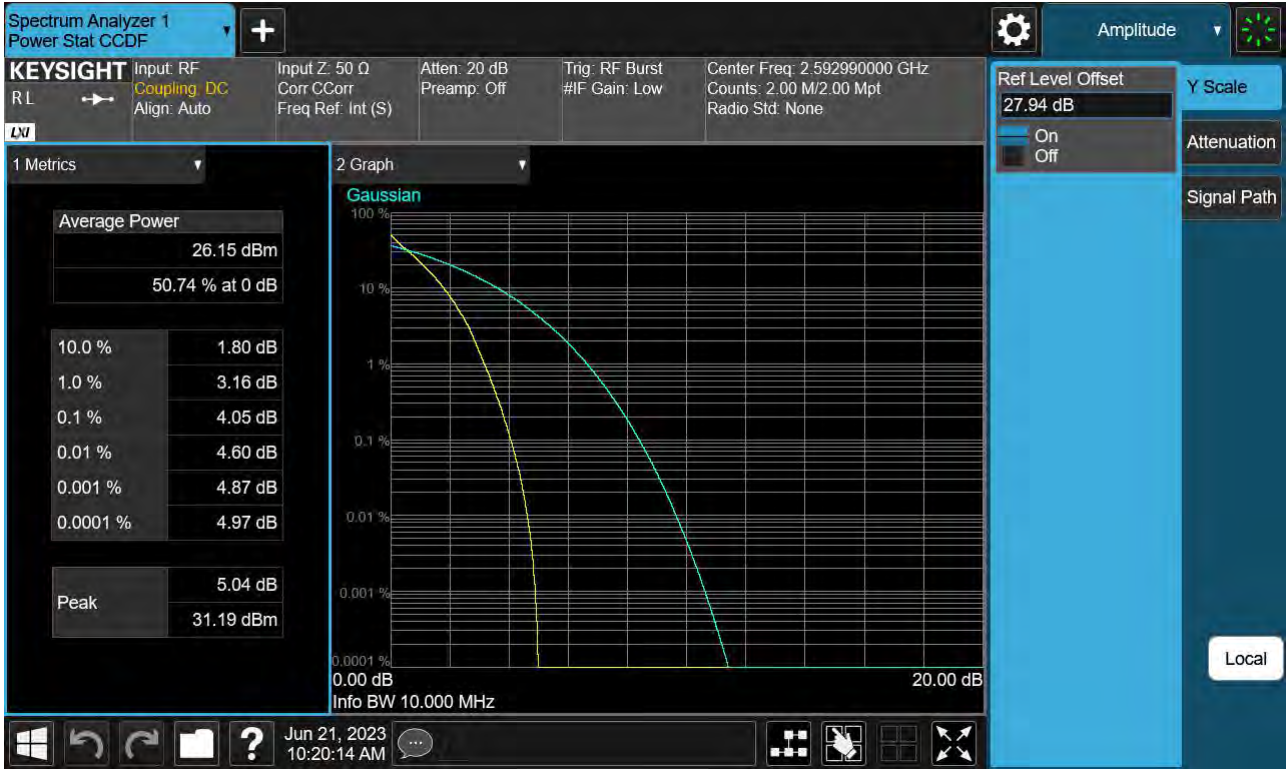 Spectrum Analyzer 1
Power Stat CCDF
Amplitude
KEYSIGHT
RL
LXI
Input: RF
Coupling: DC
Align: Auto
Input Z: 50 Ω
Corr CCorr
Freq Ref: Int (S)
Atten: 20 dB
Preamp: Off
Trig: RF Burst
#IF Gain: Low
Center Freq: 2.592990000 GHz
Counts: 2.00 M/2.00 Mpt
Radio Std: None
Ref Level Offset
27.94 dB
On
Off
Y Scale
Attenuation
Signal Path
1 Metrics
Average Power
26.15 dBm
50.74 % at 0 dB
10.0 % 1.80 dB
1.0 % 3.16 dB
0.1 % 4.05 dB
0.01 % 4.60 dB
0.001 % 4.87 dB
0.0001 % 4.97 dB
Peak
5.04 dB
31.19 dBm
2 Graph
Gaussian
100 %
10 %
1 %
0.1 %
0.01 %
0.001 %
0.0001 %
0.00 dB 20.00 dB
Info BW 10.000 MHz
Local
?
Jun 21, 2023
10:20:14 AM